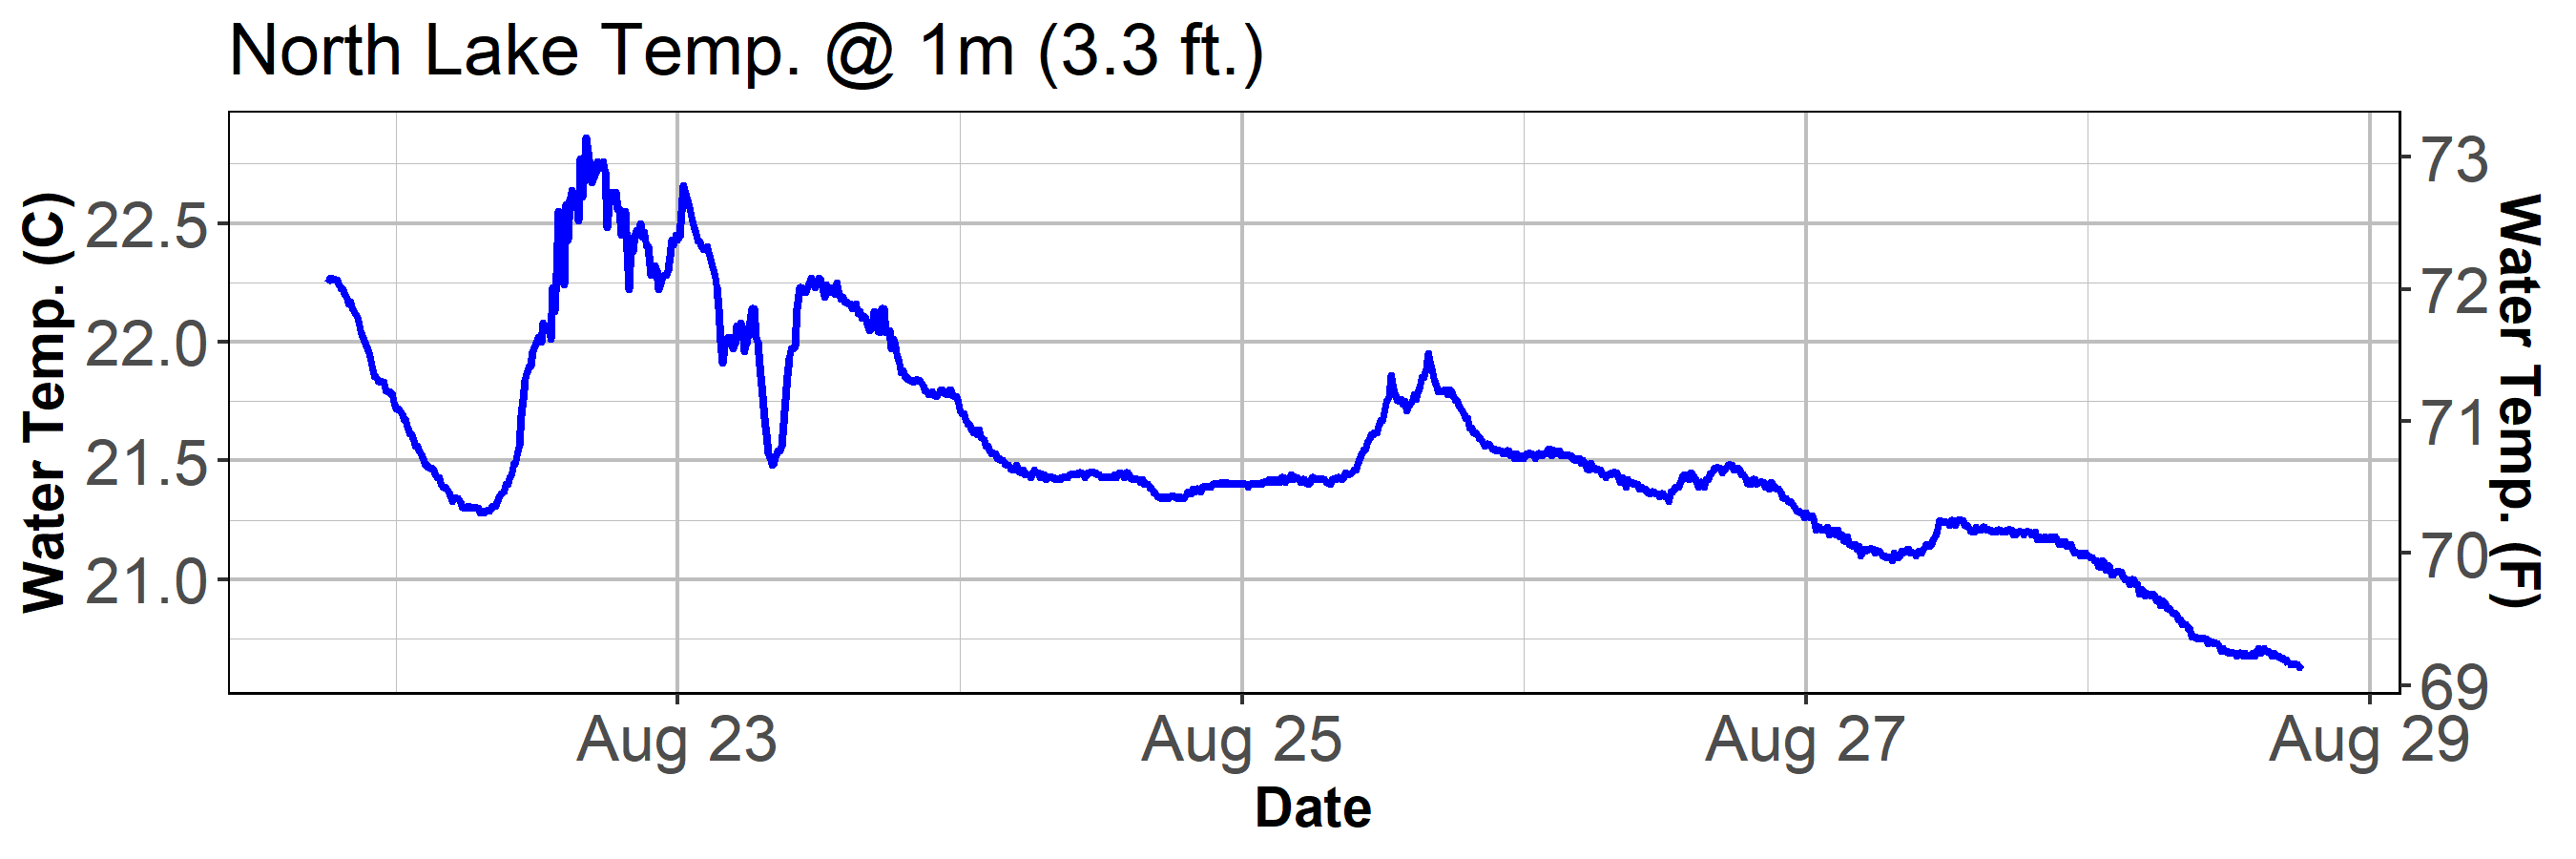 North Lake Temp. @ 1m (3.3 ft.)
Water Temp. (C)
22.5
22.0
21.5
21.0
73
72
71
70
69
Water Temp. (F)
Aug 23
Aug 25
Aug 27
Aug 29
Date